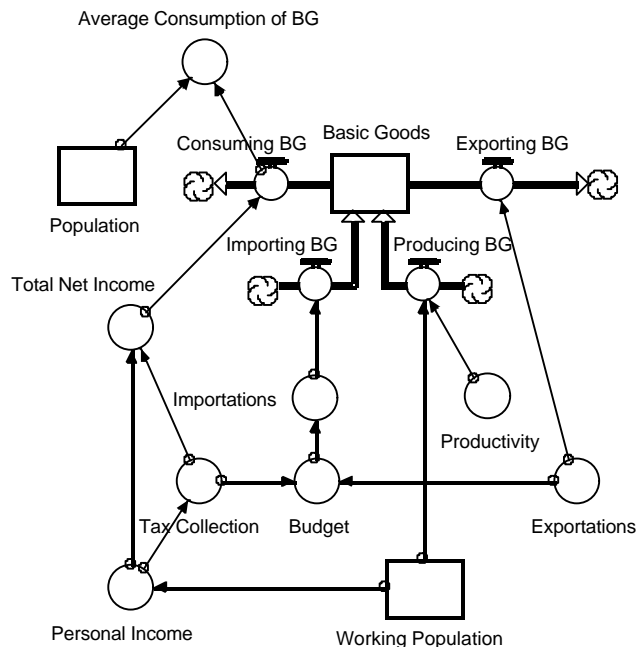 Average Consumption of BG
Consuming BG
Basic Goods
Exporting BG
Population
Importing BG
Producing BG
Total Net Income
Importations
Productivity
Tax Collection
Budget
Exportations
Personal Income
Working Population